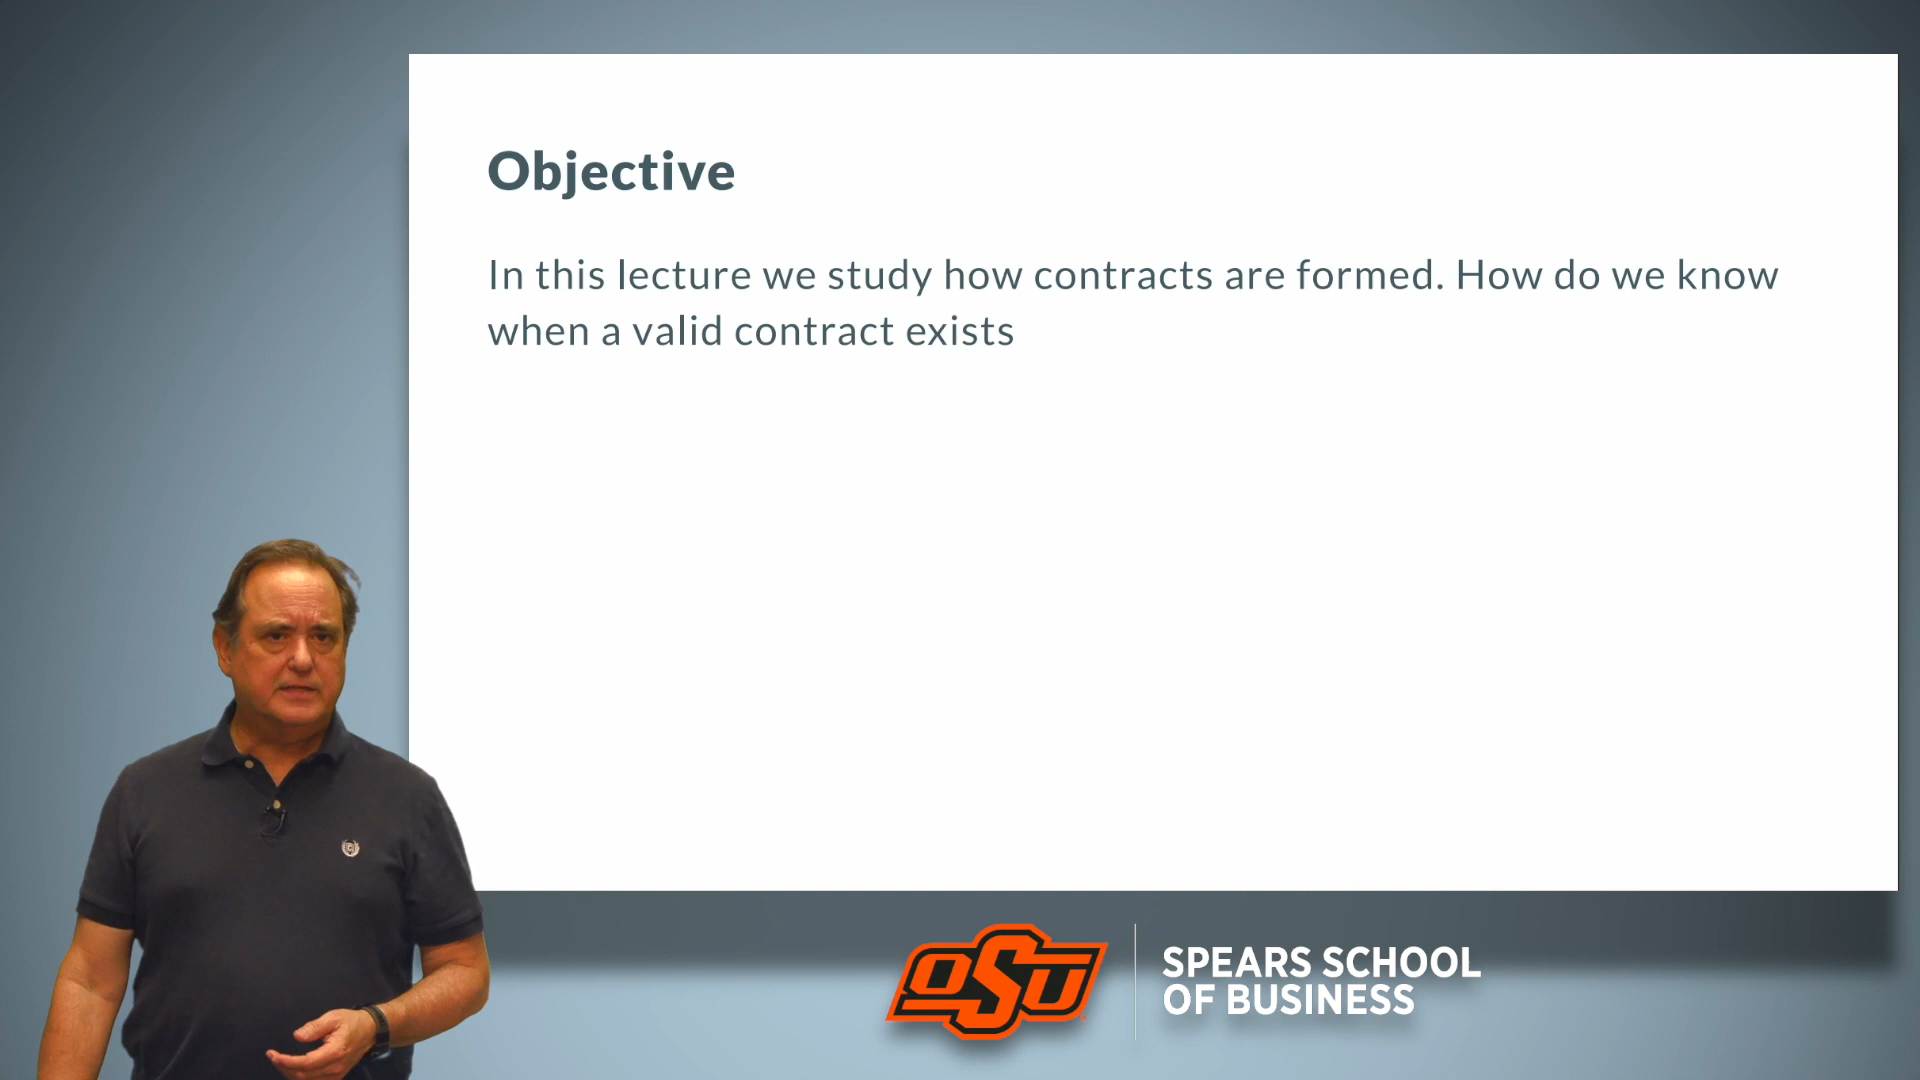 Objective
In this lecture we study how contracts are formed. How do we know
when a valid contract exists
OSU
SPEARS SCHOOL
OF BUSINESS